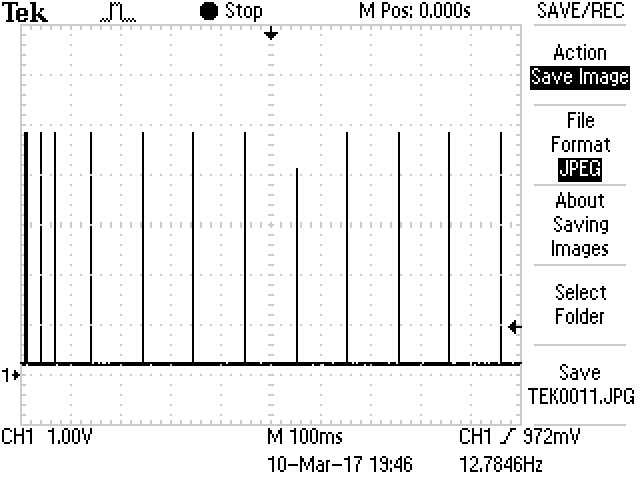 Tek Stop M Pos: 0.000s SAVE/REC
Action
Save Image
File
Format
JPEG
About
Saving
Images
Select
Folder
1
Save
TEK0011.JPG
CH1 1.00V M 100ms CH1 972mV
10-Mar-17 19:46 12.7846Hz